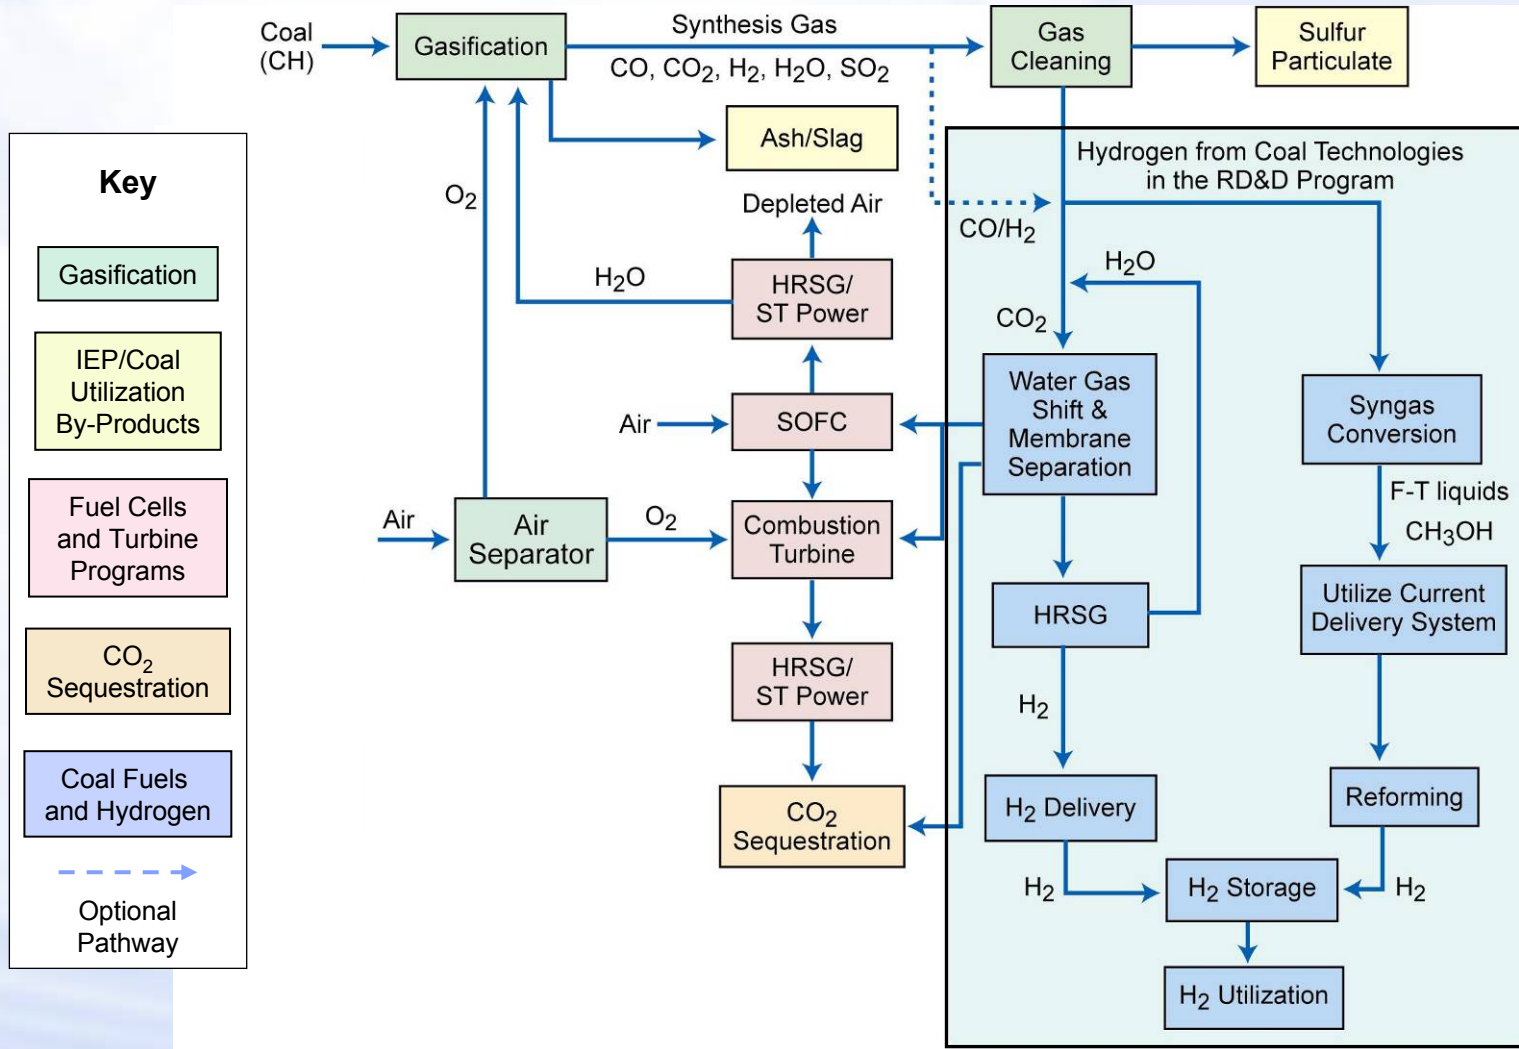 Coal
(CH)
Gasification
Synthesis Gas
CO, CO₂, H₂, H₂O, SO₂
Gas
Cleaning
Sulfur
Particulate
Ash/Slag
Key
Gasification
IEP/Coal
Utilization
By-Products
Fuel Cells
and Turbine
Programs
CO₂
Sequestration
Coal Fuels
and Hydrogen
Optional
Pathway
O₂
H₂O
Depleted Air
HRSG/
ST Power
Air
SOFC
Air
Air
Separator
O₂
Combustion
Turbine
HRSG/
ST Power
CO₂
Sequestration
Hydrogen from Coal Technologies
in the RD&D Program
CO/H₂
H₂O
CO₂
Water Gas
Shift &
Membrane
Separation
HRSG
H₂
H₂ Delivery
H₂
Syngas
Conversion
F-T liquids
CH₃OH
Utilize Current
Delivery System
Reforming
H₂
H₂ Storage
H₂ Utilization